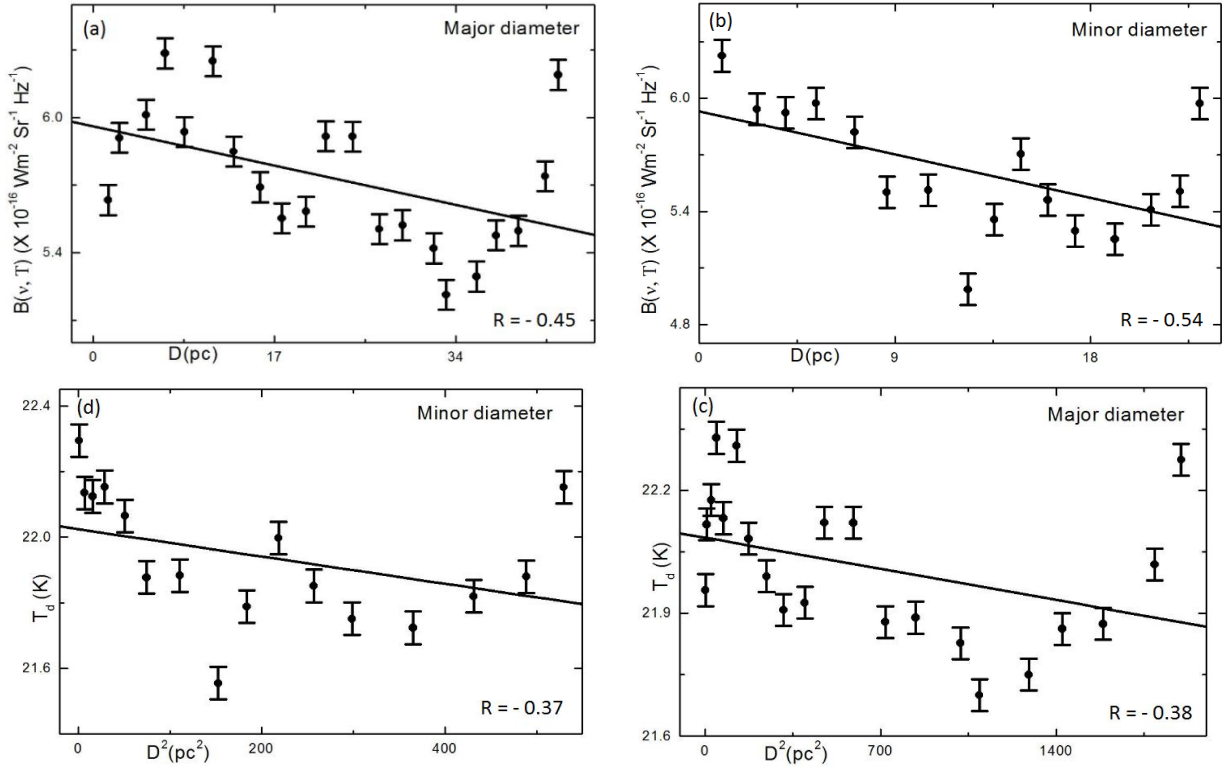 (a)
Major diameter
6.0
5.4
B(ν, T) (X 10⁻¹⁶ Wm⁻² Sr⁻¹ Hz⁻¹)
R = - 0.45
0
17
34
D(pc)
(b)
Minor diameter
6.0
5.4
4.8
B(ν, T) (X 10⁻¹⁶ Wm⁻² Sr⁻¹ Hz⁻¹)
R = - 0.54
0
9
18
D(pc)
(d)
Minor diameter
22.4
22.0
21.6
T_d (K)
R = - 0.37
0
200
400
D²(pc²)
(c)
Major diameter
22.2
21.9
21.6
T_d (K)
R = - 0.38
0
700
1400
D²(pc²)